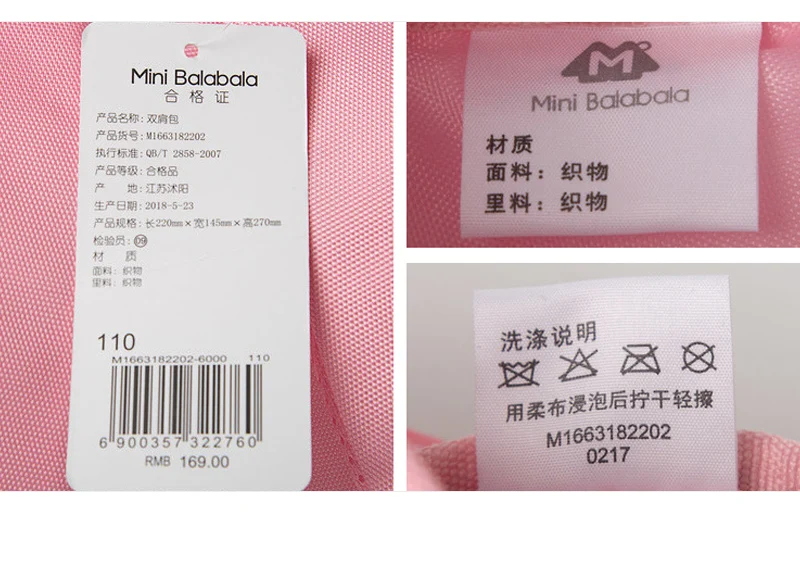 Mini Balabala
合格证
产品名称: 双肩包
产品货号: M1663182202
执行标准: QB/T 2858-2007
产品等级: 合格品
产 地: 江苏沭阳
生产日期: 2018-5-23
产品规格: 长220mm×宽145mm×高270mm
检验员: 09
材 质
面料: 织物
里料: 织物
110
M1663182202-6000 110
6 900357 322760
RMB 169.00
M
Mini Balabala
材质
面料：织物
里料：织物
洗涤说明
用柔布浸泡后拧干轻擦
M1663182202
0217